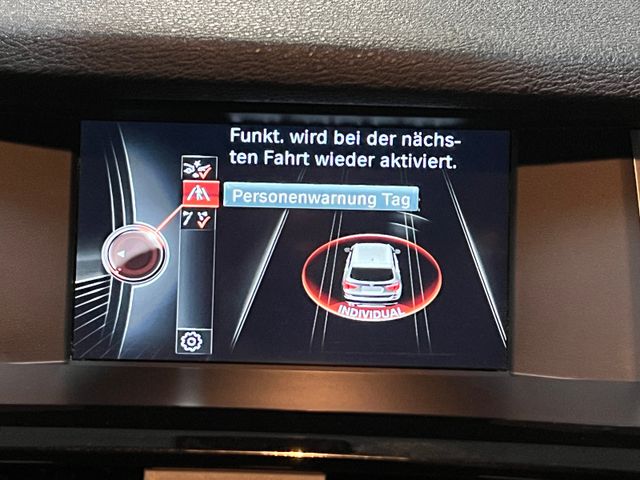 Funkt. wird bei der nächs-
ten Fahrt wieder aktiviert.
Personenwarnung Tag
INDIVIDUAL